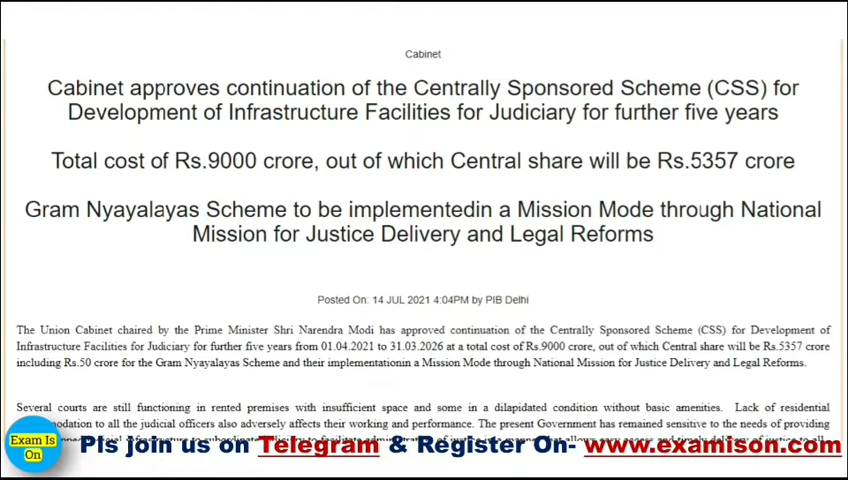 Cabinet
Cabinet approves continuation of the Centrally Sponsored Scheme (CSS) for
Development of Infrastructure Facilities for Judiciary for further five years
Total cost of Rs.9000 crore, out of which Central share will be Rs.5357 crore
Gram Nyayalayas Scheme to be implementedin a Mission Mode through National
Mission for Justice Delivery and Legal Reforms
Posted On: 14 JUL 2021 4:04PM by PIB Delhi
The Union Cabinet chaired by the Prime Minister Shri Narendra Modi has approved continuation of the Centrally Sponsored Scheme (CSS) for Development of
Infrastructure Facilities for Judiciary for further five years from 01.04.2021 to 31.03.2026 at a total cost of Rs.9000 crore, out of which Central share will be Rs.5357 crore
including Rs.50 crore for the Gram Nyayalayas Scheme and their implementationin a Mission Mode through National Mission for Justice Delivery and Legal Reforms.
Several courts are still functioning in rented premises with insufficient space and some in a dilapidated condition without basic amenities. Lack of residential
to all the judicial officers also adversely affects their working and performance. The present Government has remained sensitive to the needs of providing
Exam Is
On
Pls join us on Telegram & Register On- www.examison.com